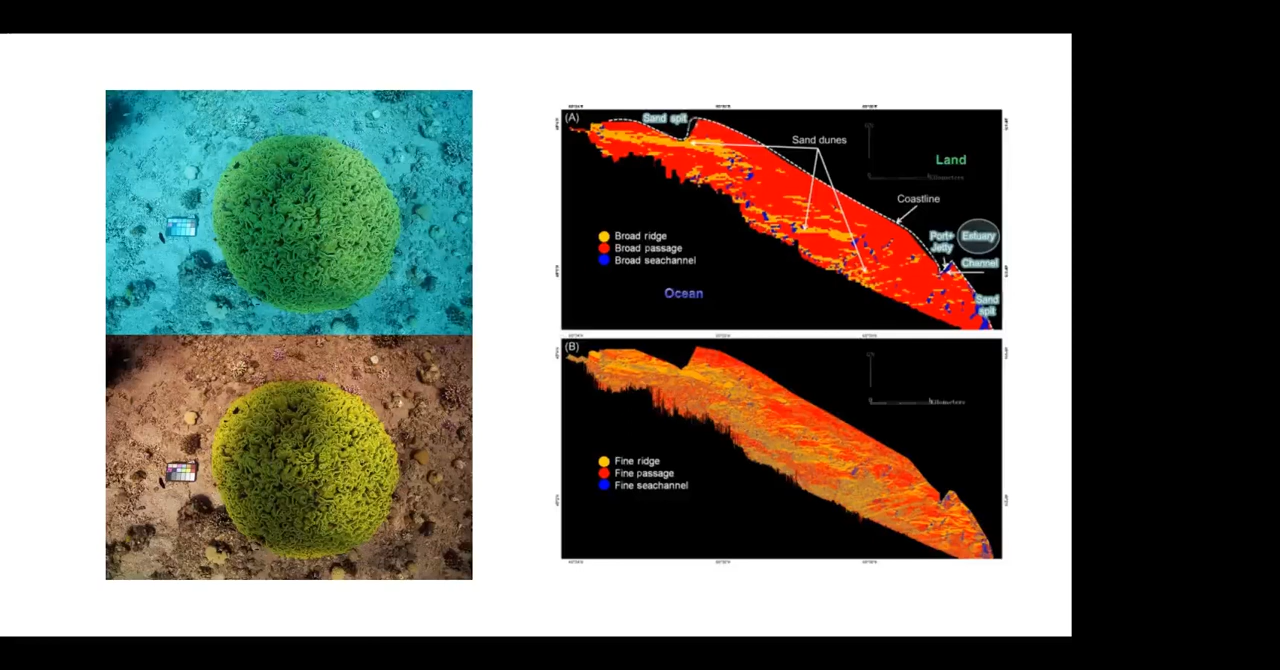 (A)
Sand spit
Sand dunes
Land
Coastline
Port+
Jetty
Estuary
Channel
Broad ridge
Broad passage
Broad seachannel
Ocean
Sand
spit
(B)
Fine ridge
Fine passage
Fine seachannel